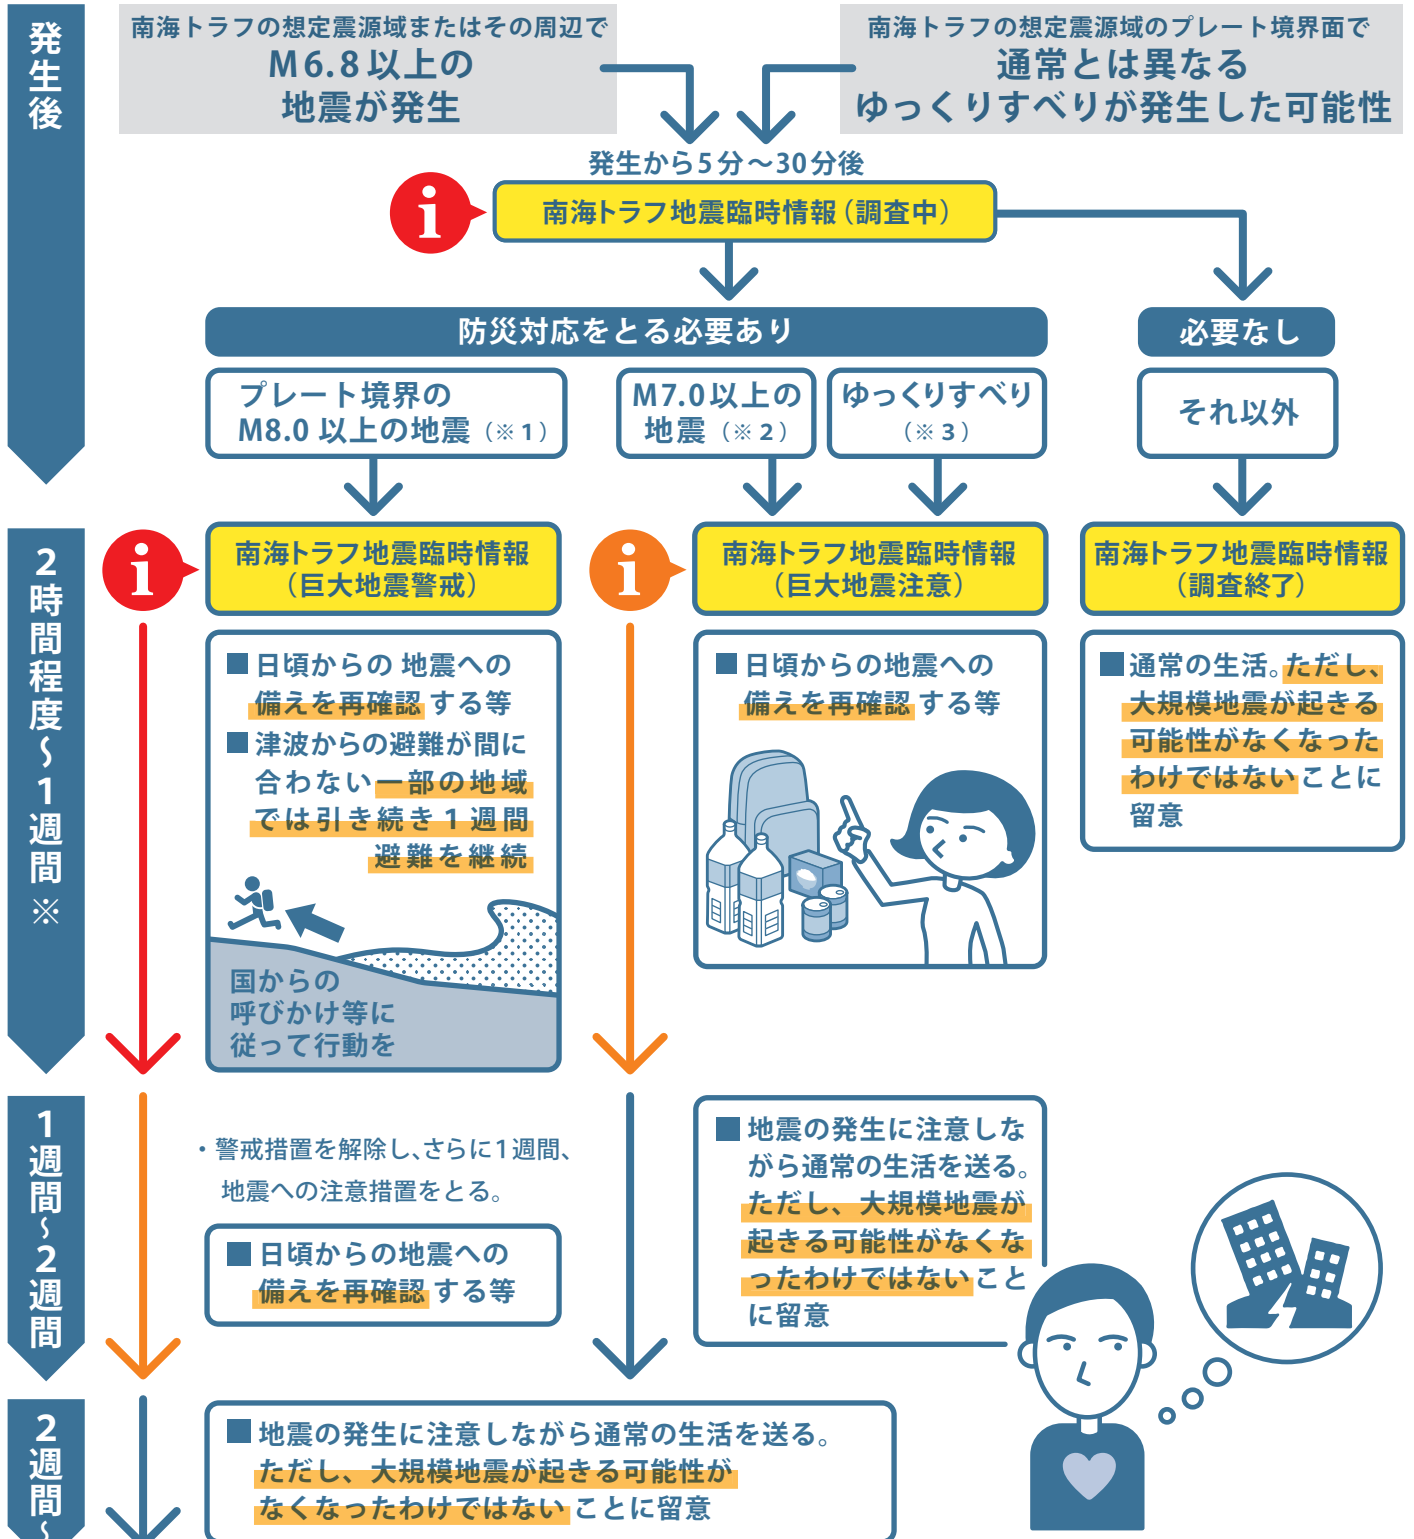 発生後
南海トラフの想定震源域またはその周辺で
M6.8以上の
地震が発生
南海トラフの想定震源域のプレート境界面で
通常とは異なる
ゆっくりすべりが発生した可能性
発生から5分～30分後
i
南海トラフ地震臨時情報（調査中）
防災対応をとる必要あり
必要なし
プレート境界の
M8.0 以上の地震（※1）
M7.0以上の
地震（※2）
ゆっくりすべり
（※3）
それ以外
2時間程度～1週間※
i
南海トラフ地震臨時情報
（巨大地震警戒）
i
南海トラフ地震臨時情報
（巨大地震注意）
南海トラフ地震臨時情報
（調査終了）
■日頃からの 地震への
備えを再確認 する等
■津波からの避難が間に
合わない一部の地域
では引き続き1週間
避難を継続
国からの
呼びかけ等に
従って行動を
■日頃からの地震への
備えを再確認 する等
■通常の生活。ただし、
大規模地震が起きる
可能性がなくなった
わけではないことに
留意
1週間～2週間
・警戒措置を解除し、さらに1週間、
地震への注意措置をとる。
■日頃からの地震への
備えを再確認 する等
■地震の発生に注意しな
がら通常の生活を送る。
ただし、大規模地震が
起きる可能性がなくな
ったわけではないこと
に留意
2週間～
■地震の発生に注意しながら通常の生活を送る。
ただし、大規模地震が起きる可能性が
なくなったわけではない ことに留意